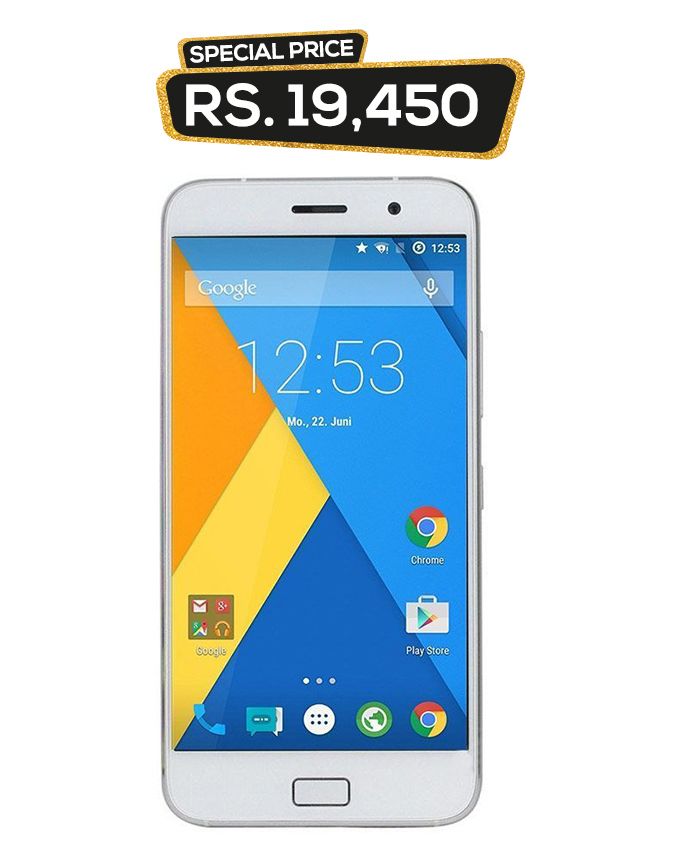 SPECIAL PRICE
RS. 19,450
12:53
Google
12:53
Mo., 22. Juni
Chrome
Google
Play Store